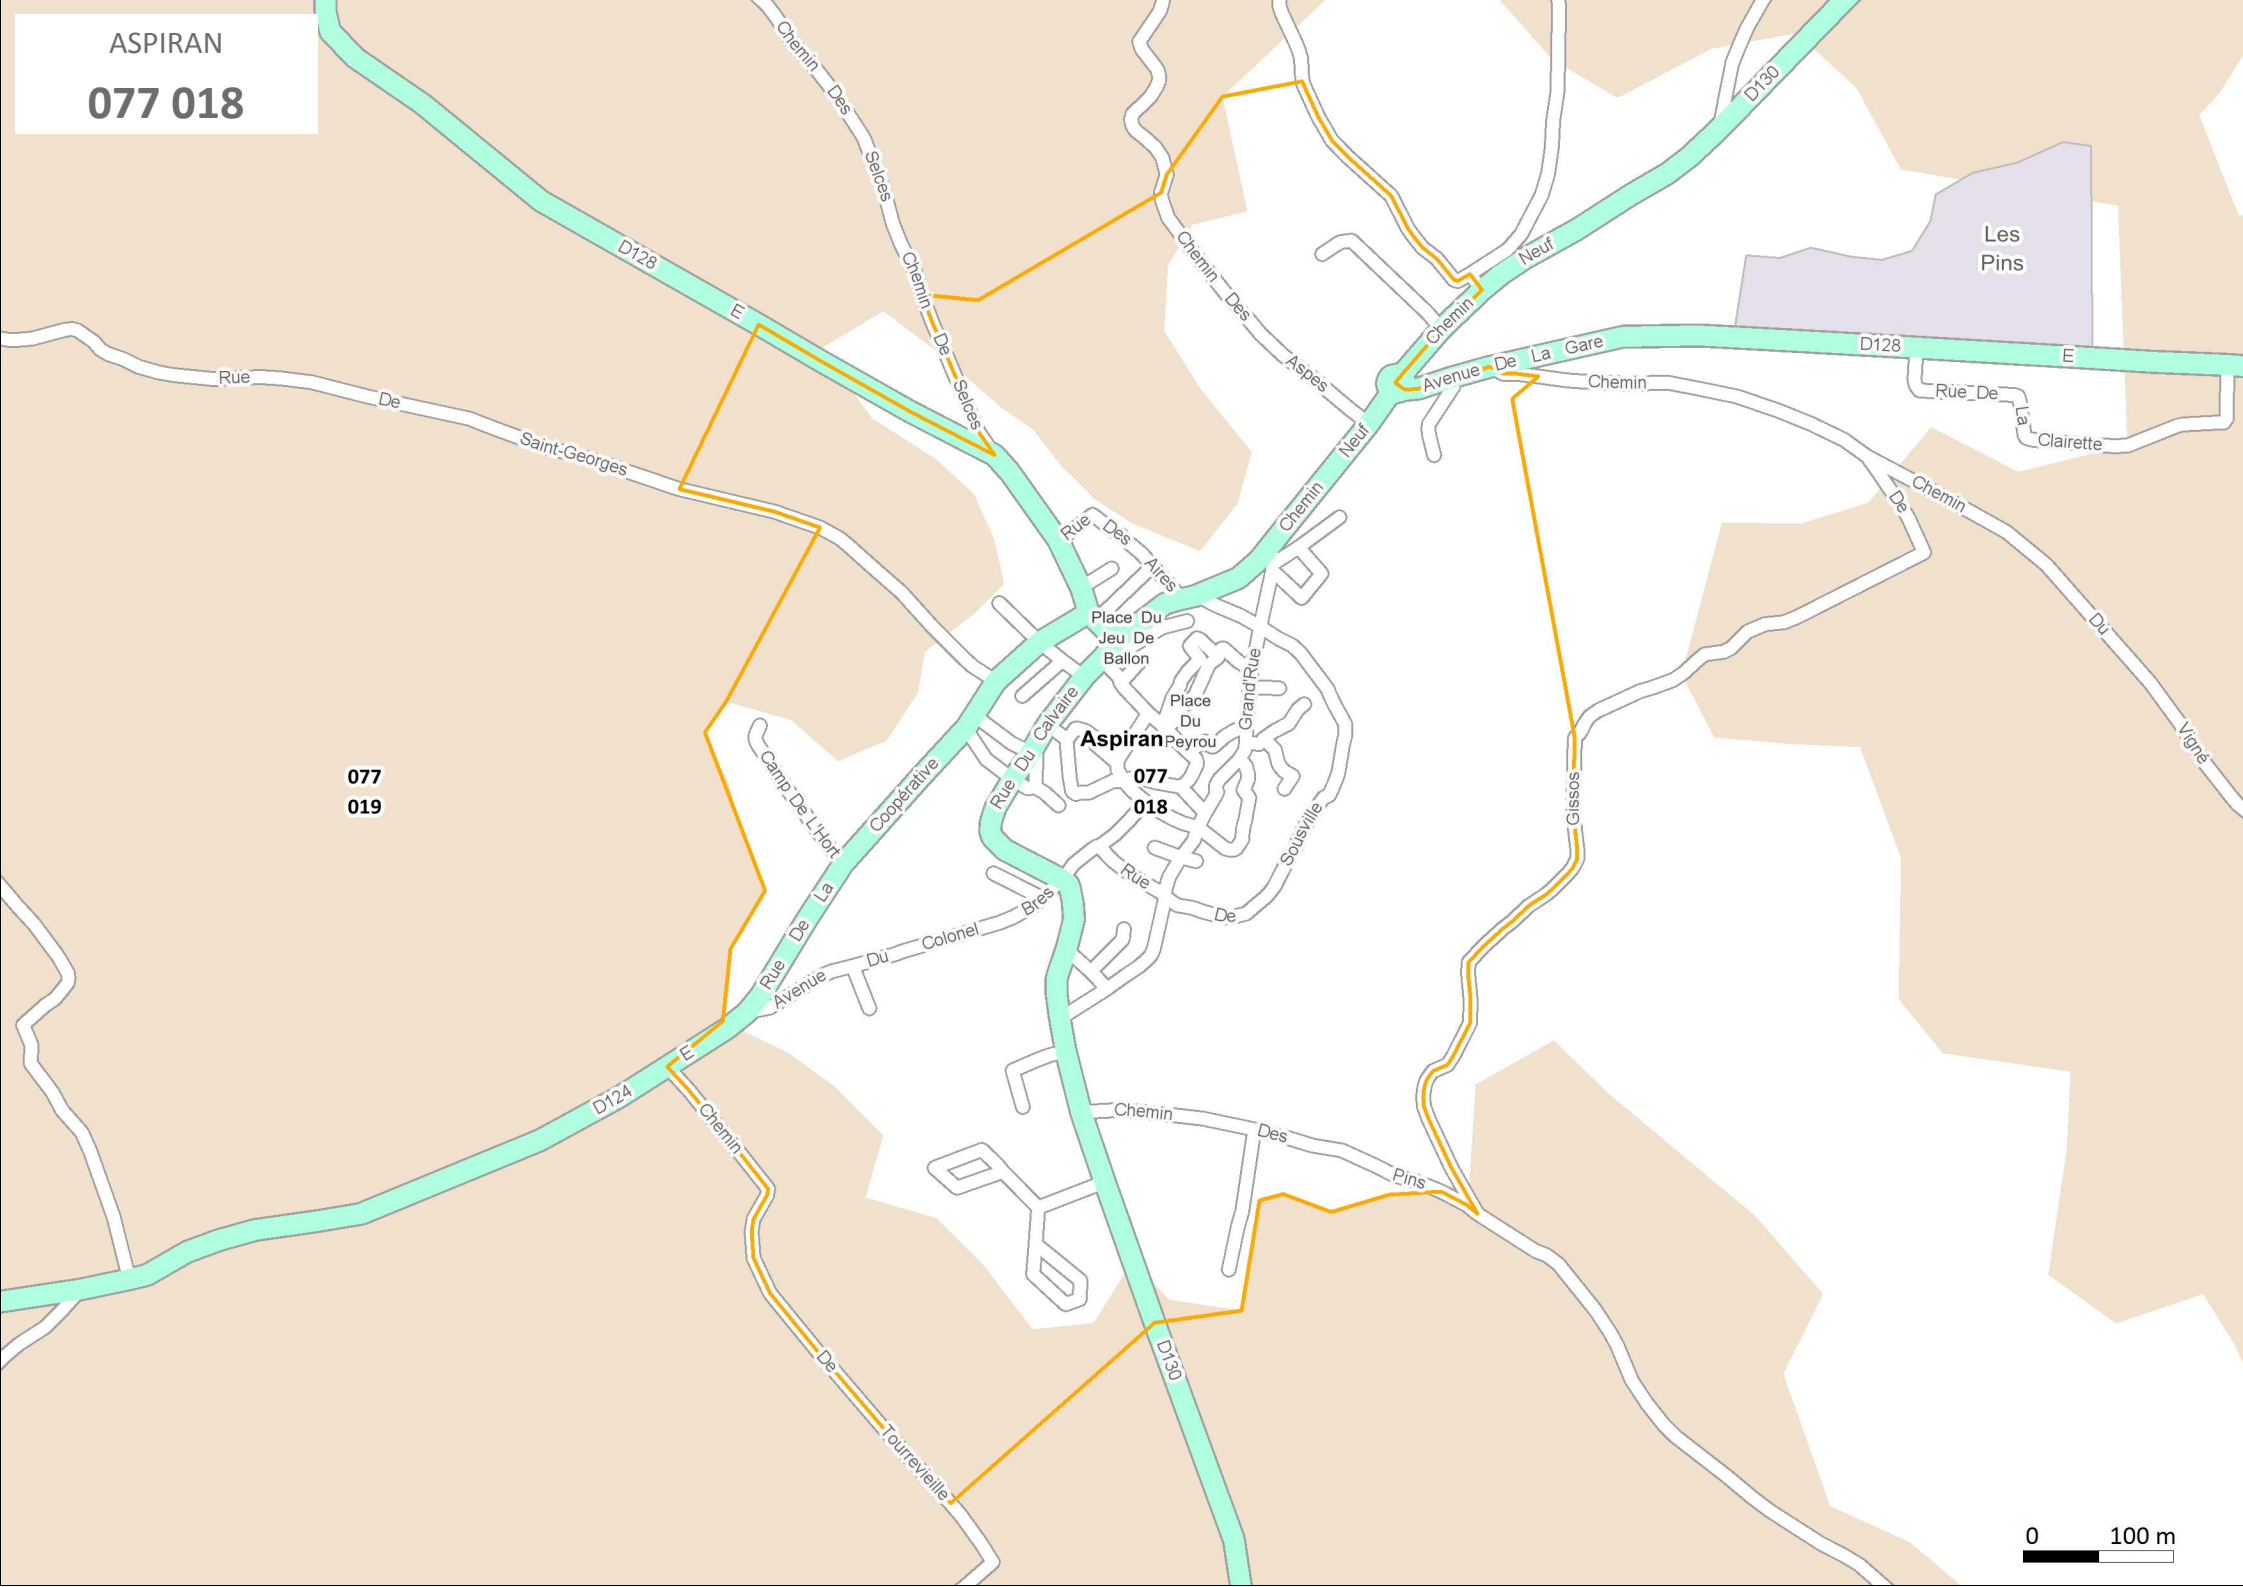 ASPIRAN
077 018
Chemin Des Selces
Chemin De Selces
D128 E
D130
Chemin Neuf
Chemin Des Aspes
Les
Pins
Avenue De La Gare
D128 E
Rue De La Clairette
Chemin De Gissos
Chemin Du Vigné
Rue De Saint-Georges
Chemin Neuf
Rue Des Aires
Place Du
Jeu De
Ballon
Grand'Rue
Place
Du
Peyrou
Aspiran
077
018
077
019
Rue Du Calvaire
Camp De L'Hort
Rue De La Coopérative
Rue De Sousville
Avenue Du Colonel Bres
D124 E
Chemin De Tourrevieille
Chemin Des Pins
D130
0 100 m